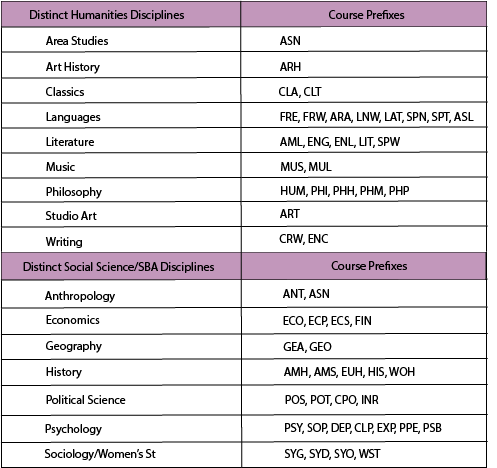 Distinct Humanities Disciplines Course Prefixes
Area Studies ASN
Art History ARH
Classics CLA, CLT
Languages FRE, FRW, ARA, LNW, LAT, SPN, SPT, ASL
Literature AML, ENG, ENL, LIT, SPW
Music MUS, MUL
Philosophy HUM, PHI, PHH, PHM, PHP
Studio Art ART
Writing CRW, ENC
Distinct Social Science/SBA Disciplines Course Prefixes
Anthropology ANT, ASN
Economics ECO, ECP, ECS, FIN
Geography GEA, GEO
History AMH, AMS, EUH, HIS, WOH
Political Science POS, POT, CPO, INR
Psychology PSY, SOP, DEP, CLP, EXP, PPE, PSB
Sociology/Women's St SYG, SYD, SYO, WST